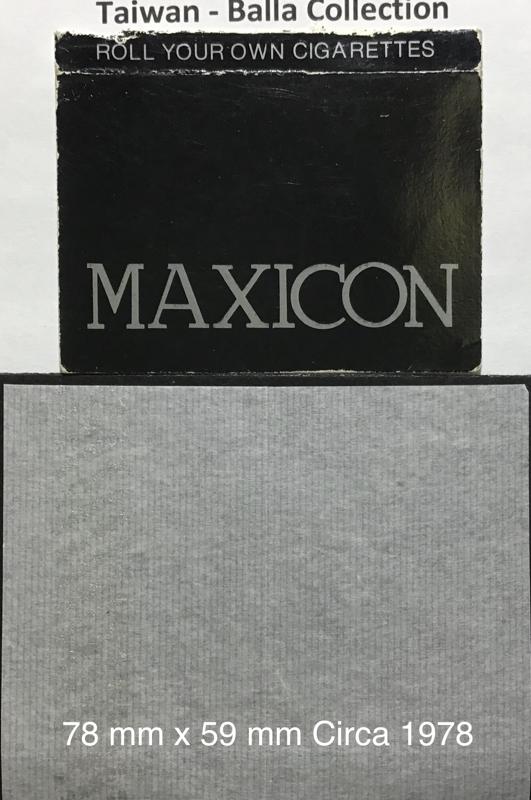 Taiwan - Balla Collection
ROLL YOUR OWN CIGARETTES
MAXICON
78 mm x 59 mm Circa 1978